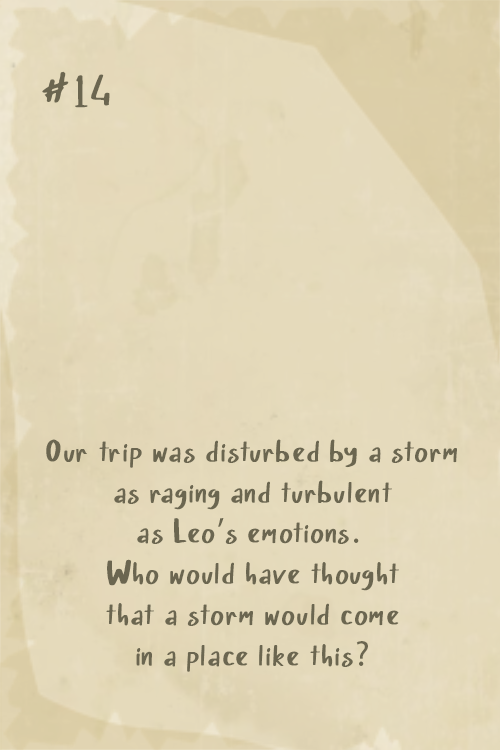 #14
Our trip was disturbed by a storm
as raging and turbulent
as Leo's emotions.
Who would have thought
that a storm would come
in a place like this?